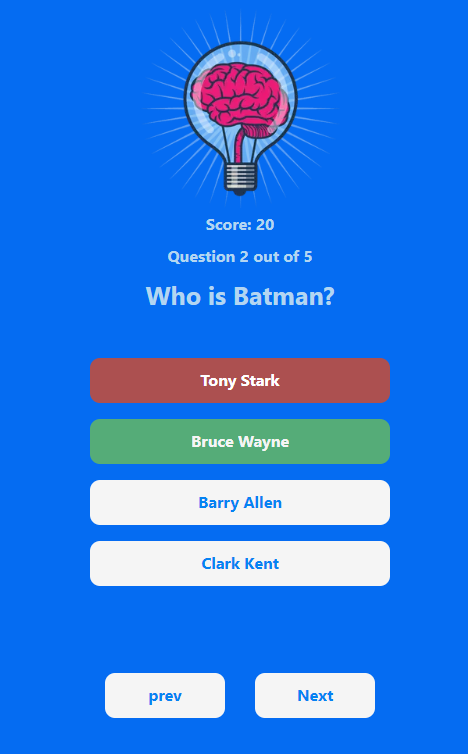 Score: 20
Question 2 out of 5
Who is Batman?
Tony Stark
Bruce Wayne
Barry Allen
Clark Kent
prev
Next